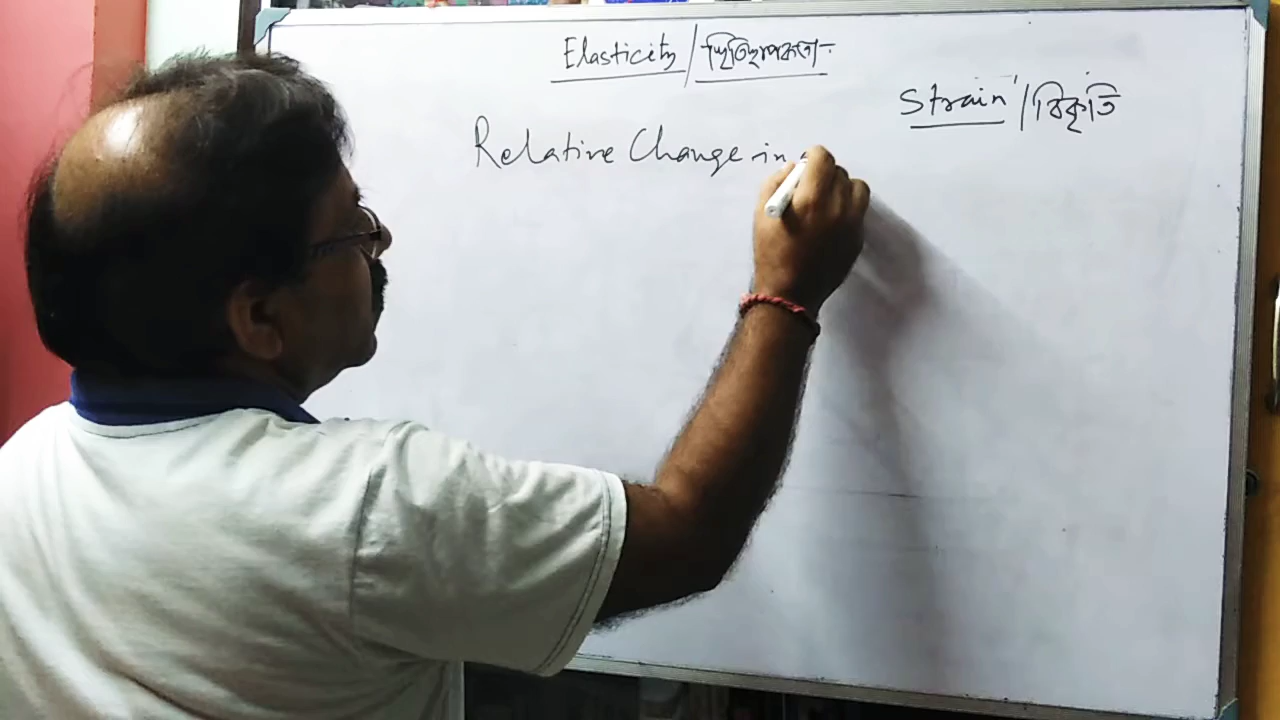 Elasticity / স্থিতিস্থাপকতা-
Strain / বিকৃতি
Relative Change in